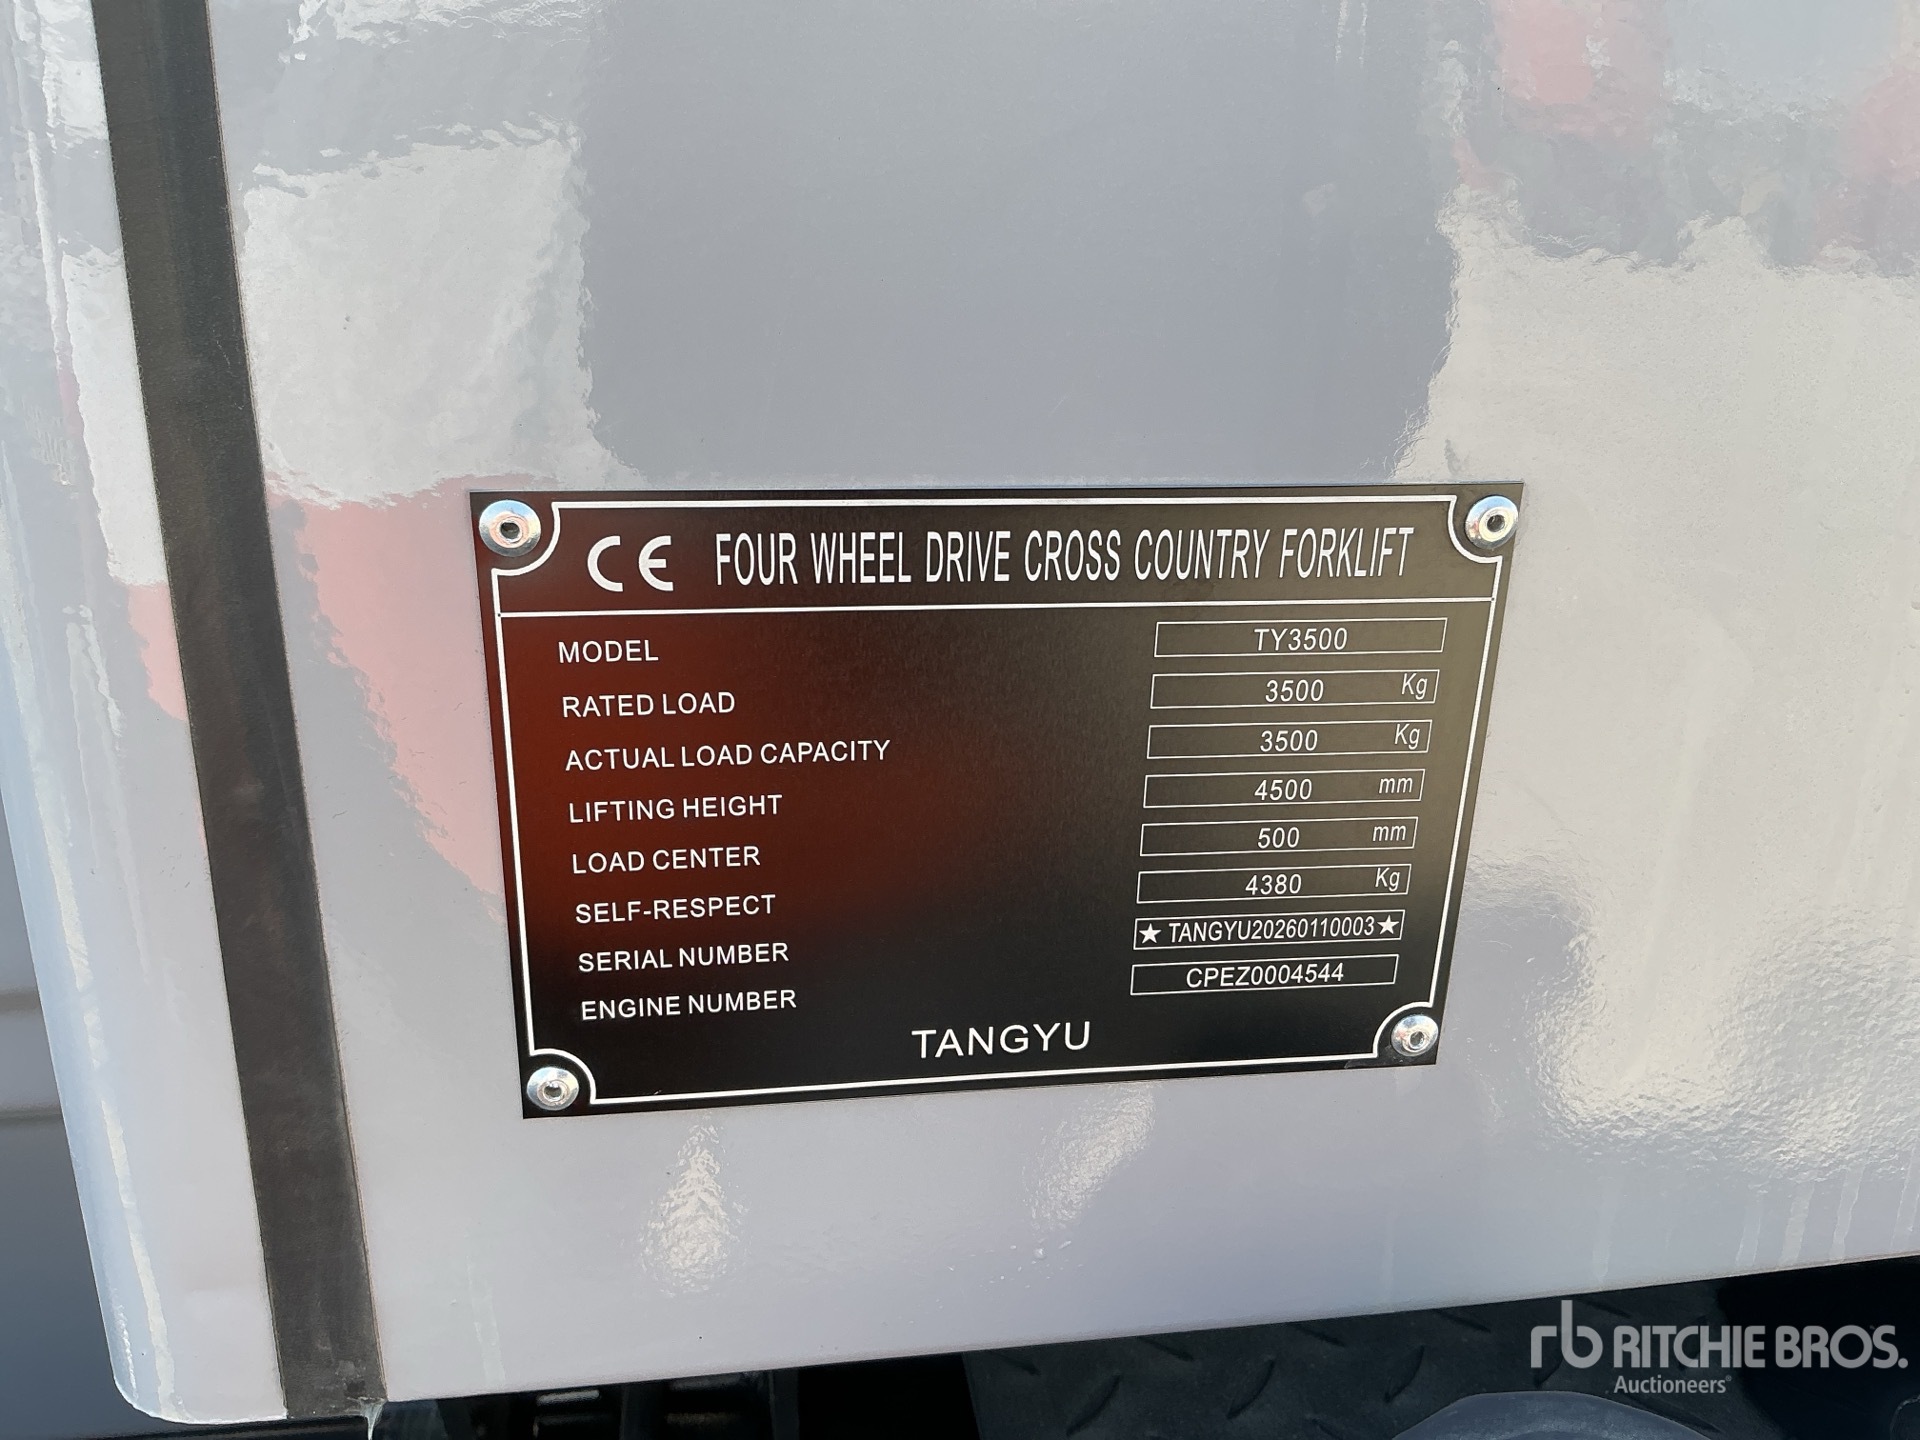 CE FOUR WHEEL DRIVE CROSS COUNTRY FORKLIFT
MODEL TY3500
RATED LOAD 3500 Kg
ACTUAL LOAD CAPACITY 3500 Kg
LIFTING HEIGHT 4500 mm
LOAD CENTER 500 mm
SELF-RESPECT 4380 Kg
SERIAL NUMBER ★ TANGYU20260110003★
ENGINE NUMBER CPEZ0004544
TANGYU
rb RITCHIE BROS.
Auctioneers®